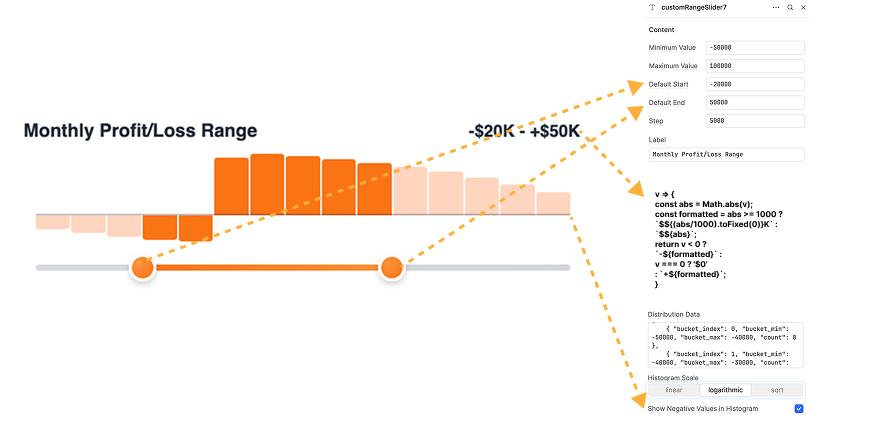 customRangeSlider7
Content
Minimum Value -50000
Maximum Value 100000
Default Start -20000
Default End 50000
Step 5000
Label
Monthly Profit/Loss Range
Monthly Profit/Loss Range -$20K - +$50K
v => {
const abs = Math.abs(v);
const formatted = abs >= 1000 ?
`$${(abs/1000).toFixed(0)}K` :
`$${abs}`;
return v < 0 ?
`-${formatted}` :
v === 0 ? '$0'
: `+${formatted}`;
}
Distribution Data
{ "bucket_index": 0, "bucket_min":
-50000, "bucket_max": -40000, "count": 8
},
{ "bucket_index": 1, "bucket_min":
-40000, "bucket_max": -30000, "count":
Histogram Scale
linear logarithmic sqrt
Show Negative Values in Histogram